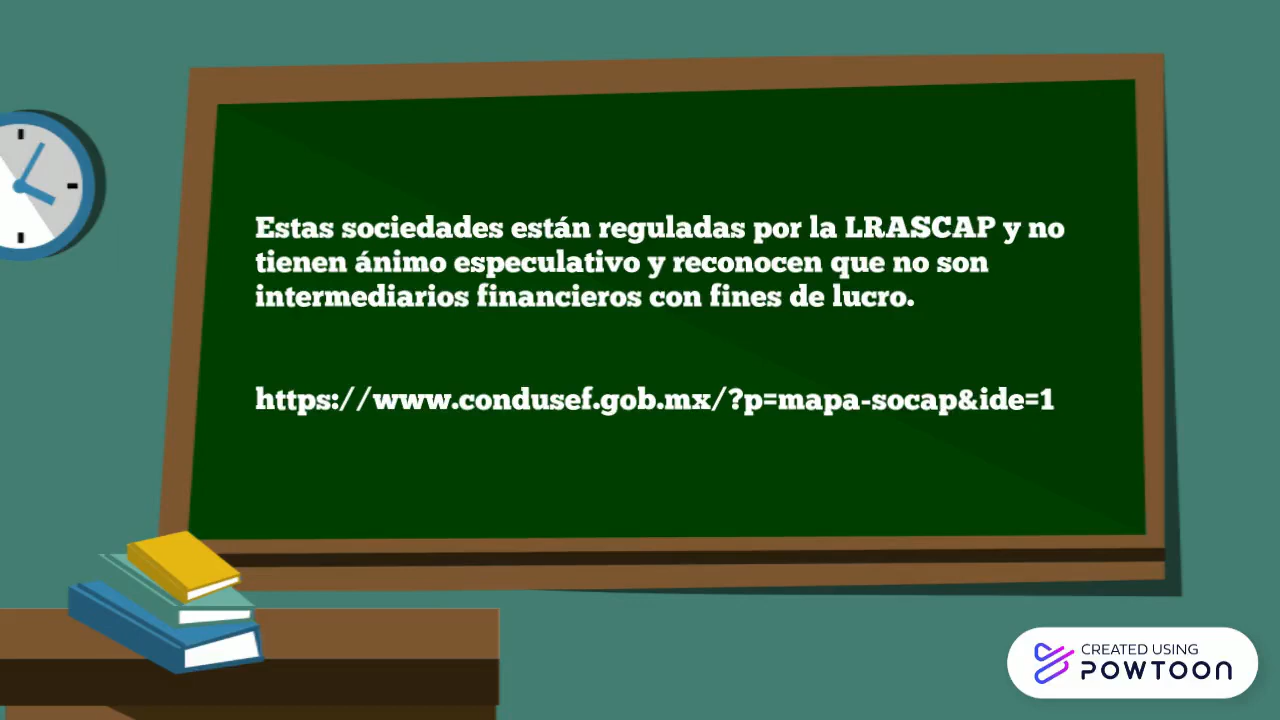 Estas sociedades están reguladas por la LRASCAP y no
tienen ánimo especulativo y reconocen que no son
intermediarios financieros con fines de lucro.
https://www.condusef.gob.mx/?p=mapa-socap&ide=1
CREATED USING
POWTOON